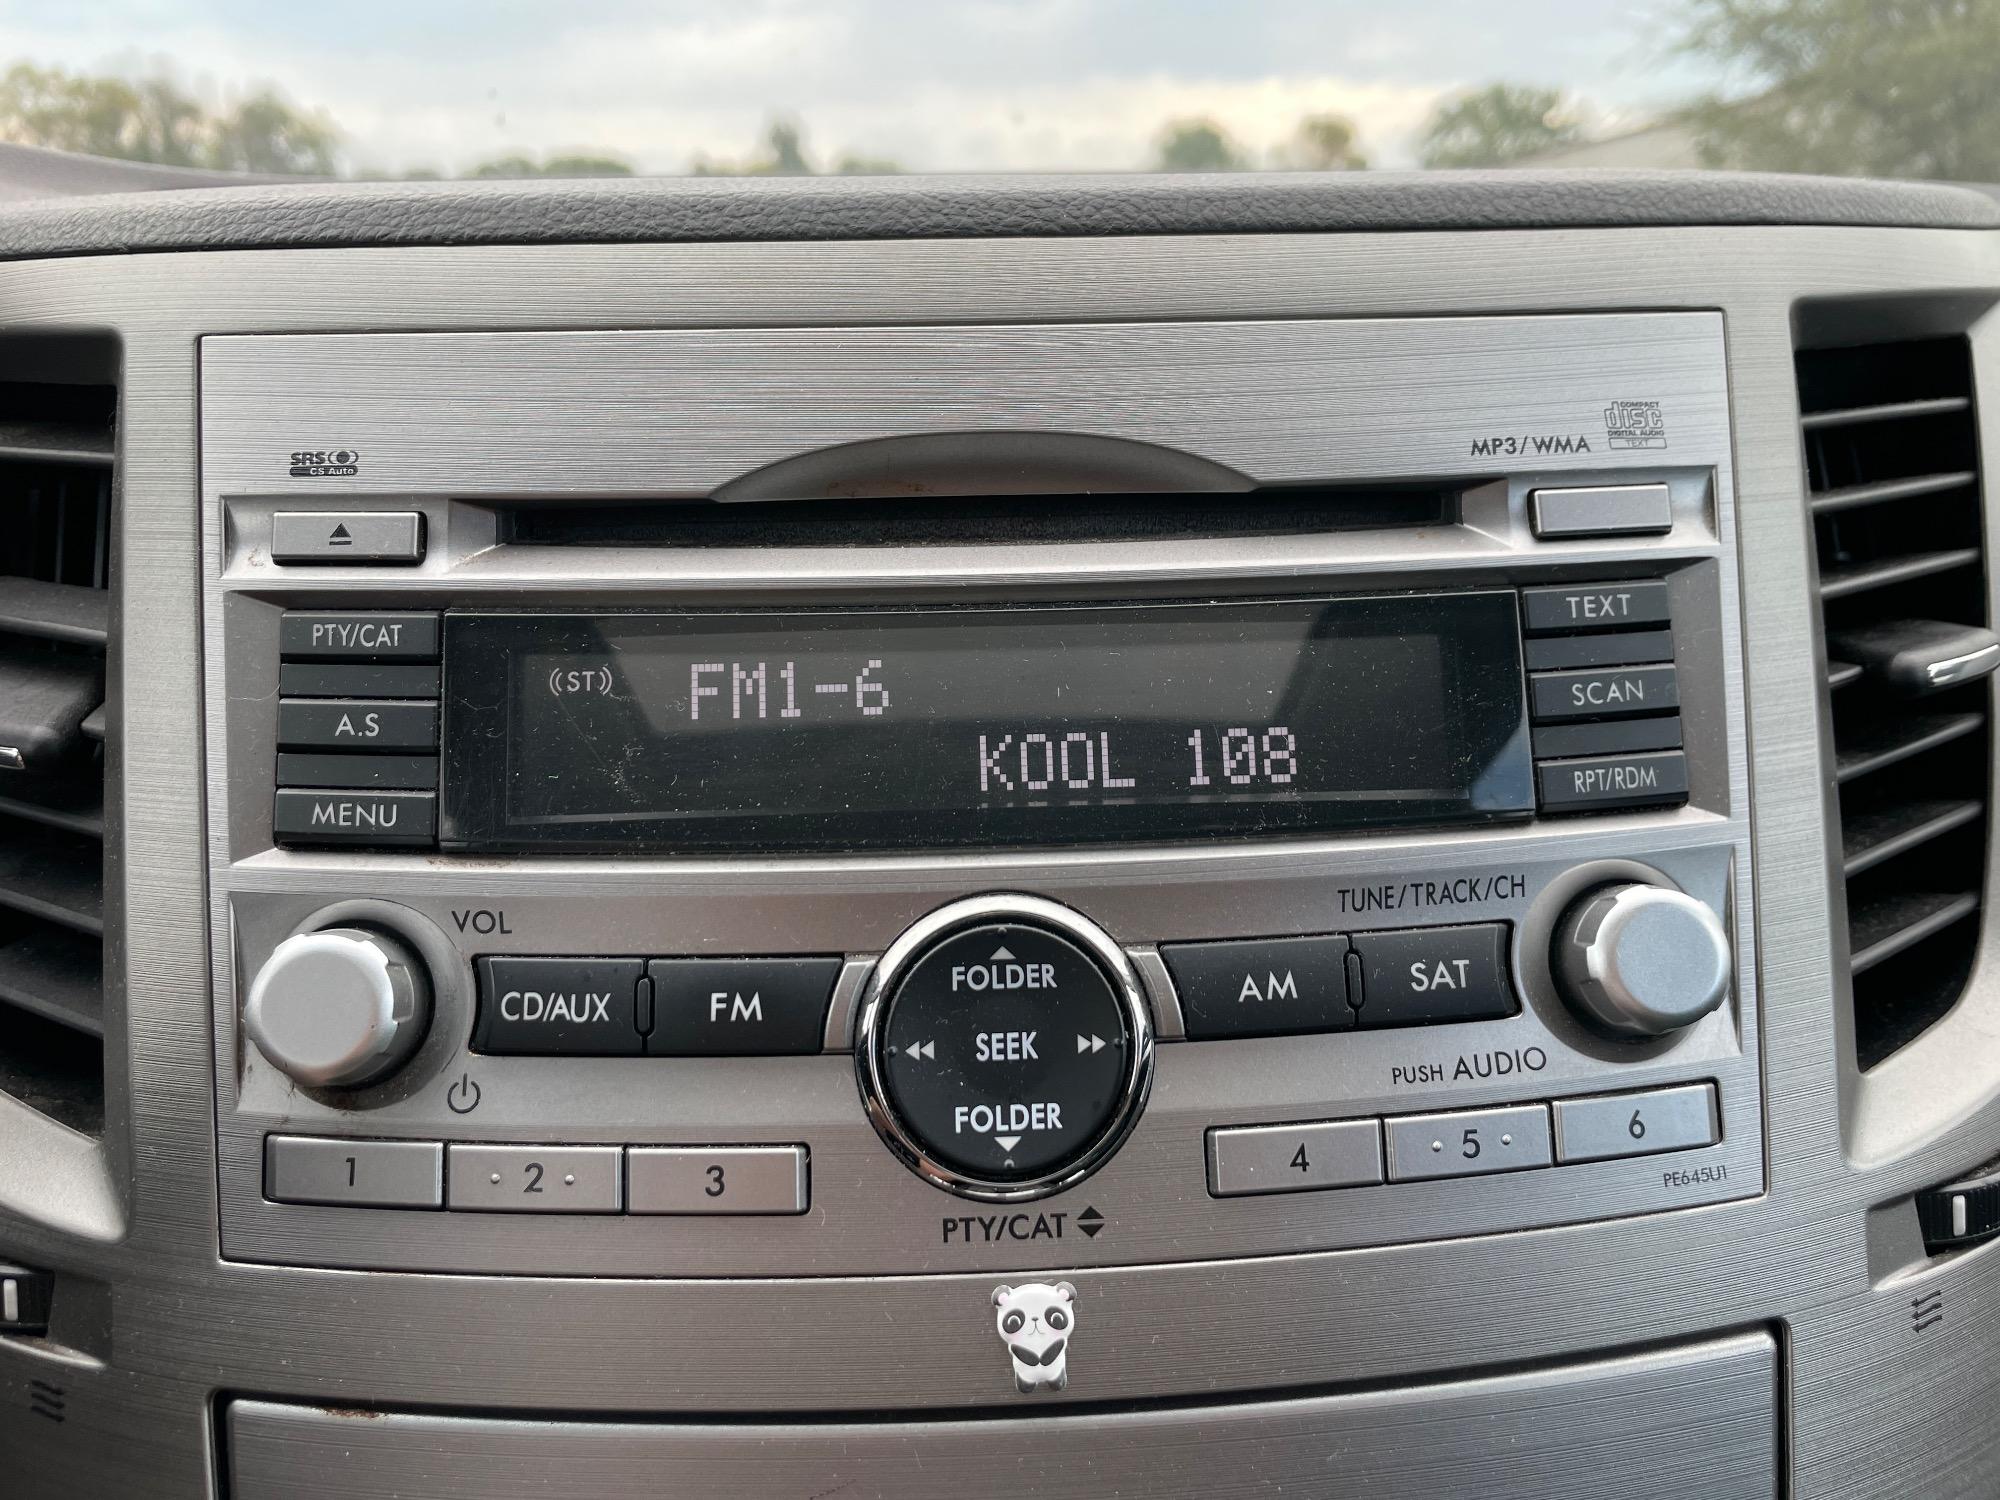 SRS
CS Auto
MP3/WMA
COMPACT
disc
DIGITAL AUDIO
TEXT
PTY/CAT
A.S
MENU
((ST))
FM1-6
KOOL 108
TEXT
SCAN
RPT/RDM
VOL
TUNE/TRACK/CH
CD/AUX
FM
FOLDER
SEEK
FOLDER
AM
SAT
PUSH AUDIO
1
2
3
4
5
6
PE645U1
PTY/CAT